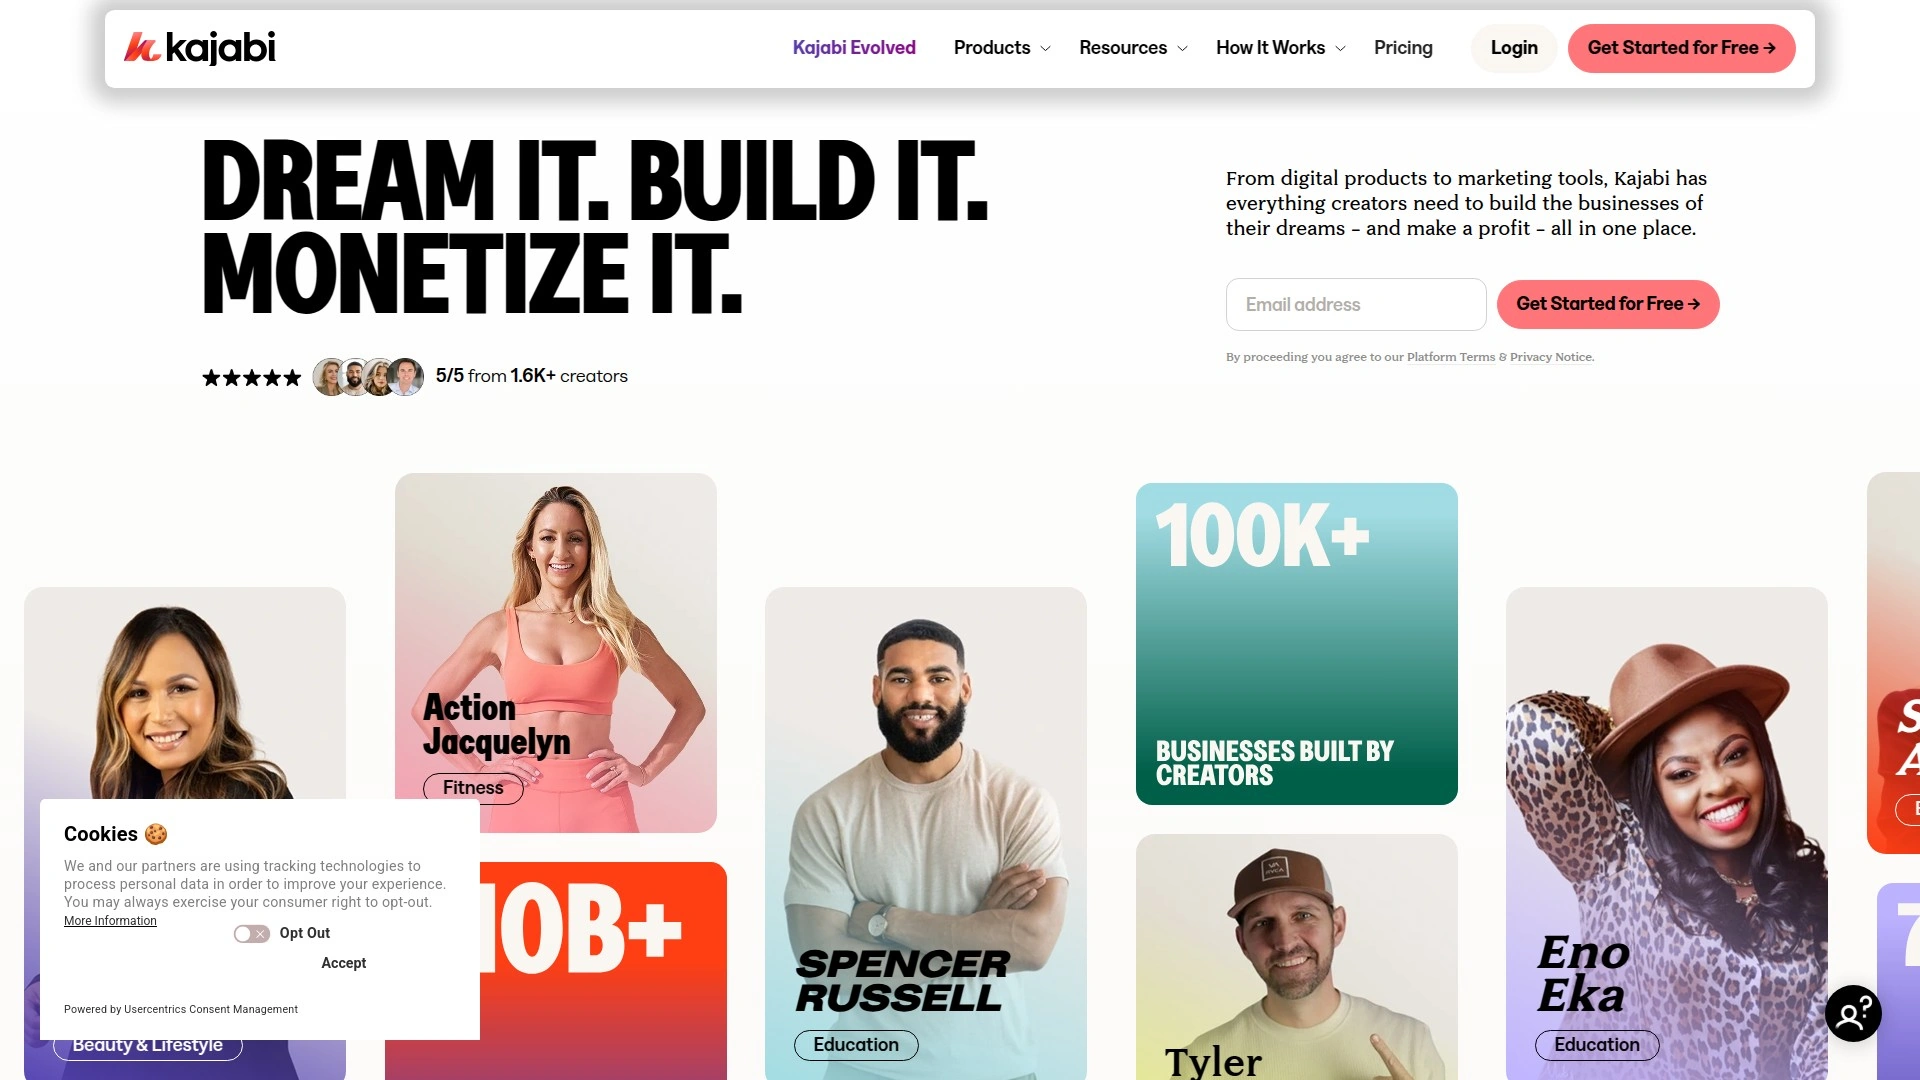 kajabi
Kajabi Evolved
Products
Resources
How It Works
Pricing
Login
Get Started for Free →
DREAM IT. BUILD IT.
MONETIZE IT.
5/5 from 1.6K+ creators
From digital products to marketing tools, Kajabi has
everything creators need to build the businesses of
their dreams – and make a profit – all in one place.
Email address
Get Started for Free →
By proceeding you agree to our Platform Terms & Privacy Notice.
Action
Jacquelyn
Fitness
10B+
SPENCER
RUSSELL
Education
100K+
BUSINESSES BUILT BY
CREATORS
RVCA
Tyler
Eno
Eka
Education
Cookies 🍪
We and our partners are using tracking technologies to
process personal data in order to improve your experience.
You may always exercise your consumer right to opt-out.
More Information
Opt Out
Accept
Powered by Usercentrics Consent Management
Beauty & Lifestyle